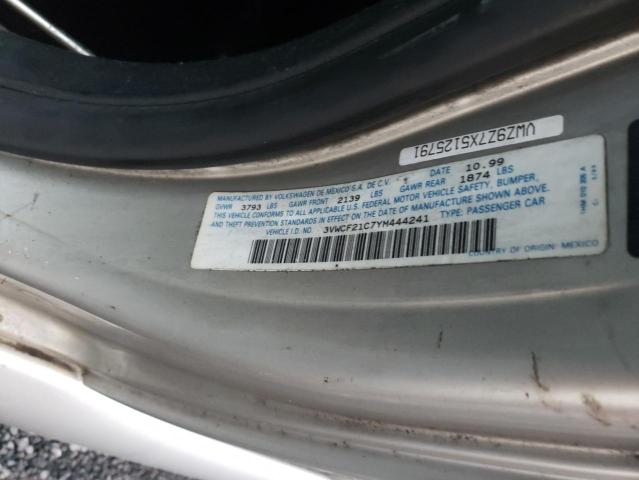 VWZ9Z7X5125791
MANUFACTURED BY VOLKSWAGEN DE MEXICO S.A. DE C.V. DATE 10.99
GVWR 3793 LBS GAWR FRONT 2139 LBS GAWR REAR 1874 LBS
THIS VEHICLE CONFORMS TO ALL APPLICABLE U.S. FEDERAL MOTOR VEHICLE SAFETY, BUMPER,
AND THEFT PREVENTION STANDARDS IN EFFECT ON THE DATE OF MANUFACTURE SHOWN ABOVE.
VEHICLE I.D. NO. 3VWCF21C7YM444241 TYPE: PASSENGER CAR
COUNTRY OF ORIGIN: MEXICO